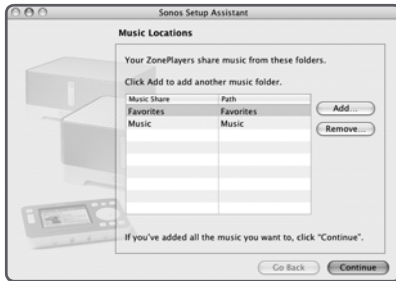 Sonos Setup Assistant
Music Locations
Your ZonePlayers share music from these folders.
Click Add to add another music folder.
Music Share Path
Favorites Favorites
Music Music
Add...
Remove...
If you've added all the music you want to, click "Continue".
Go Back Continue